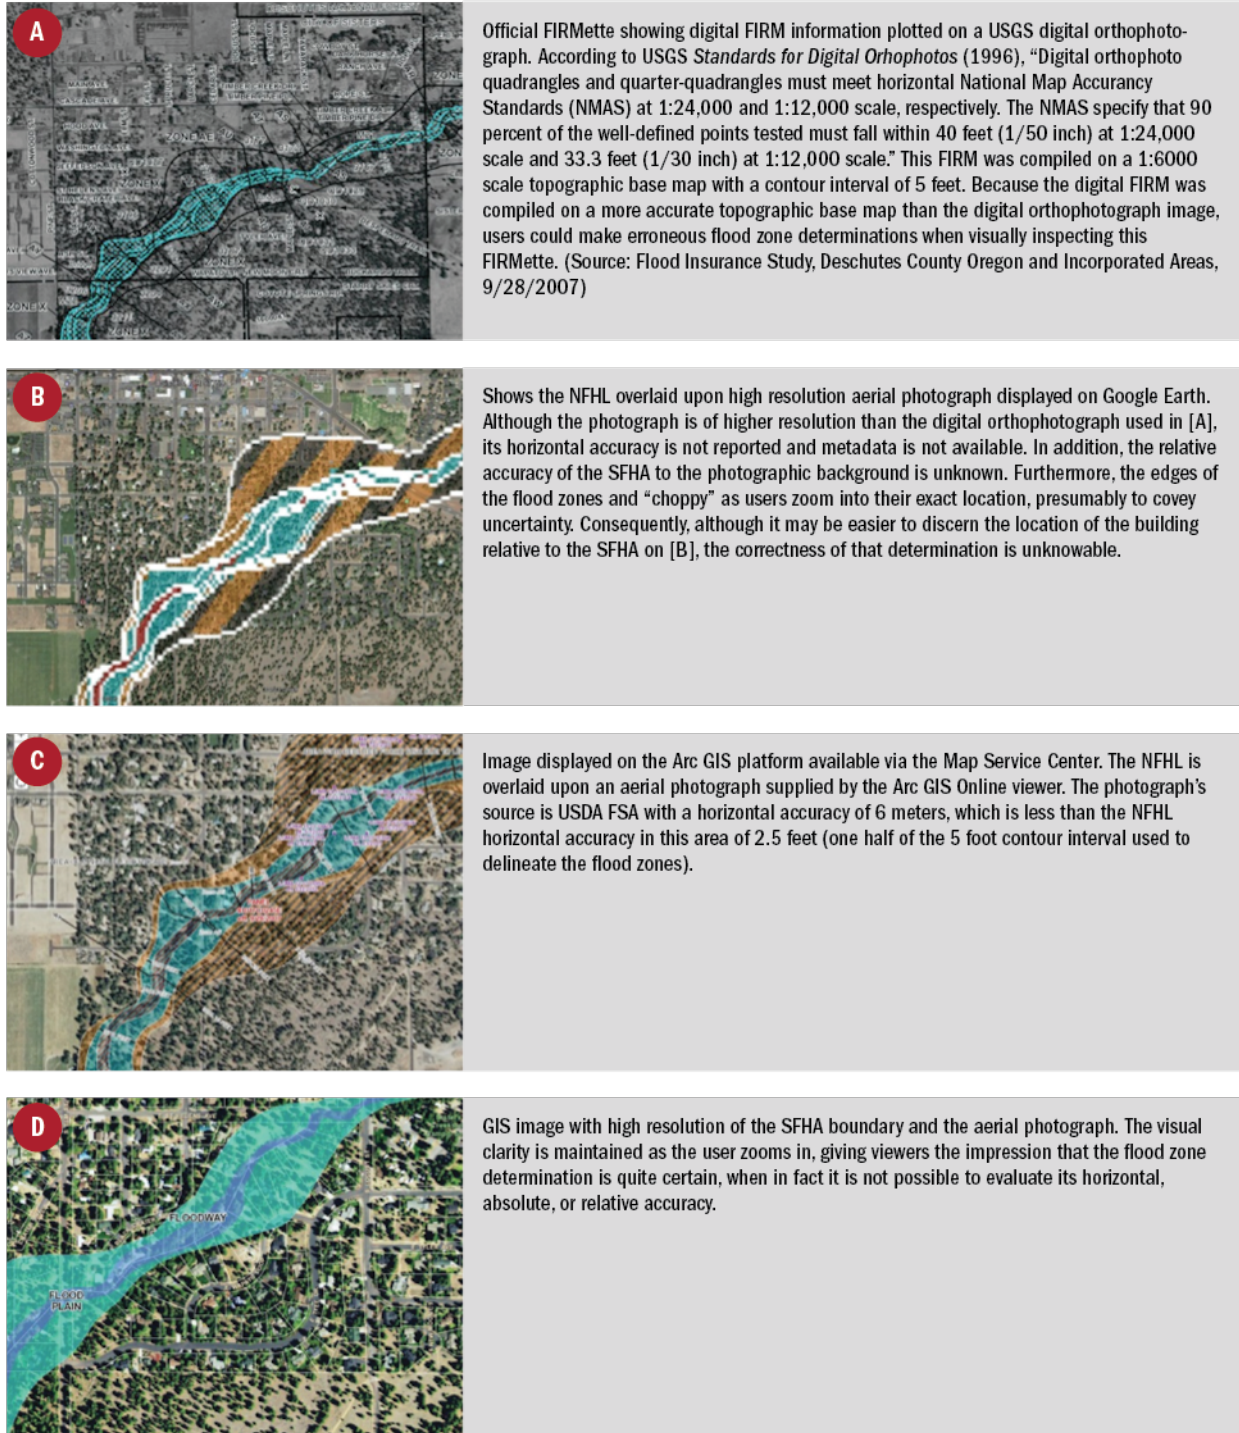 A
Official FIRMette showing digital FIRM information plotted on a USGS digital orthophoto-
graph. According to USGS Standards for Digital Orhophotos (1996), “Digital orthophoto
quadrangles and quarter-quadrangles must meet horizontal National Map Accurancy
Standards (NMAS) at 1:24,000 and 1:12,000 scale, respectively. The NMAS specify that 90
percent of the well-defined points tested must fall within 40 feet (1/50 inch) at 1:24,000
scale and 33.3 feet (1/30 inch) at 1:12,000 scale.” This FIRM was compiled on a 1:6000
scale topographic base map with a contour interval of 5 feet. Because the digital FIRM was
compiled on a more accurate topographic base map than the digital orthophotograph image,
users could make erroneous flood zone determinations when visually inspecting this
FIRMette. (Source: Flood Insurance Study, Deschutes County Oregon and Incorporated Areas,
9/28/2007)
ZONE AE
ZONE X
ZONE X
B
Shows the NFHL overlaid upon high resolution aerial photograph displayed on Google Earth.
Although the photograph is of higher resolution than the digital orthophotograph used in [A],
its horizontal accuracy is not reported and metadata is not available. In addition, the relative
accuracy of the SFHA to the photographic background is unknown. Furthermore, the edges of
the flood zones and “choppy” as users zoom into their exact location, presumably to covey
uncertainty. Consequently, although it may be easier to discern the location of the building
relative to the SFHA on [B], the correctness of that determination is unknowable.
C
Image displayed on the Arc GIS platform available via the Map Service Center. The NFHL is
overlaid upon an aerial photograph supplied by the Arc GIS Online viewer. The photograph’s
source is USDA FSA with a horizontal accuracy of 6 meters, which is less than the NFHL
horizontal accuracy in this area of 2.5 feet (one half of the 5 foot contour interval used to
delineate the flood zones).
D
GIS image with high resolution of the SFHA boundary and the aerial photograph. The visual
clarity is maintained as the user zooms in, giving viewers the impression that the flood zone
determination is quite certain, when in fact it is not possible to evaluate its horizontal,
absolute, or relative accuracy.
FLOODWAY
FLOOD
PLAIN